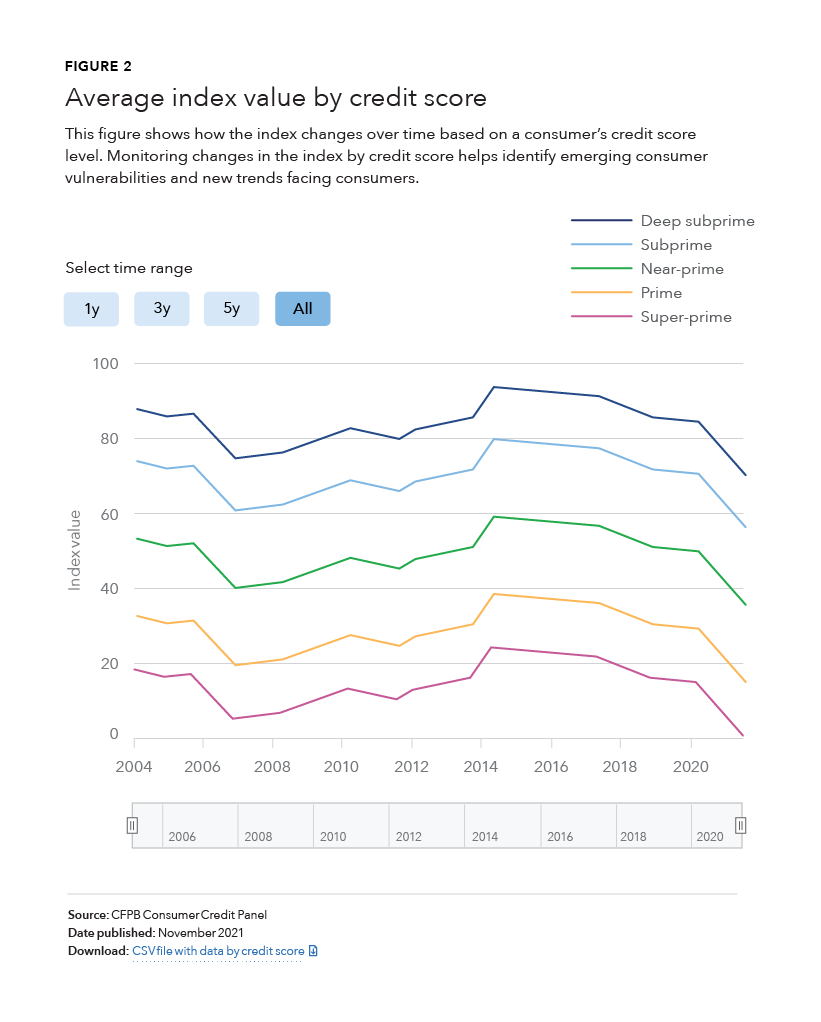 FIGURE 2
Average index value by credit score
This figure shows how the index changes over time based on a consumer’s credit score
level. Monitoring changes in the index by credit score helps identify emerging consumer
vulnerabilities and new trends facing consumers.
Deep subprime
Subprime
Near-prime
Prime
Super-prime
Select time range
1y 3y 5y All
100
80
60
40
20
0
Index value
2004 2006 2008 2010 2012 2014 2016 2018 2020
2006 2008 2010 2012 2014 2016 2018 2020
Source: CFPB Consumer Credit Panel
Date published: November 2021
Download: CSV file with data by credit score